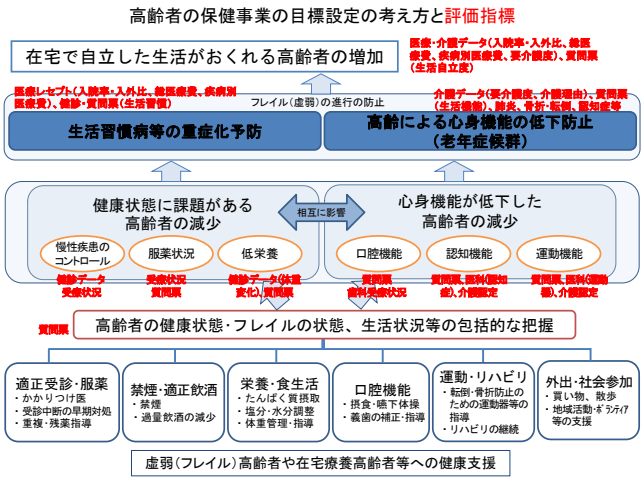 高齢者の保健事業の目標設定の考え方と評価指標
在宅で自立した生活がおくれる高齢者の増加
医療・介護データ(入院率・入外比、総医
療費、疾病別医療費、要介護度)、質問票
(生活自立度)
医療レセプト(入院率・入外比、総医療費、疾病別
医療費)、健診・質問票(生活習慣)
フレイル(虚弱)の進行の防止
介護データ(要介護度、介護理由)、質問票
(生活機能)、肺炎、骨折・転倒、認知症等
生活習慣病等の重症化予防
高齢による心身機能の低下防止
(老年症候群)
健康状態に課題がある
高齢者の減少
相互に影響
心身機能が低下した
高齢者の減少
慢性疾患の
コントロール
服薬状況
低栄養
口腔機能
認知機能
運動機能
健診データ
受療状況
受療状況
質問票
健診データ(体重
変化)、質問票
質問票
歯科受療状況
質問票、医科(認知
症)、介護認定
質問票、医科(運動
器)、介護認定
質問票
高齢者の健康状態・フレイルの状態、生活状況等の包括的な把握
適正受診・服薬
・かかりつけ医
・受診中断の早期対処
・重複・残薬指導
禁煙・適正飲酒
・禁煙
・過量飲酒の減少
栄養・食生活
・たんぱく質摂取
・塩分・水分調整
・体重管理・指導
口腔機能
・摂食・嚥下体操
・義歯の補正・指導
運動・リハビリ
・転倒・骨折防止の
ための運動器等の
指導
・リハビリの継続
外出・社会参加
・買い物、散歩
・地域活動・ボランティア
等の支援
虚弱(フレイル)高齢者や在宅療養高齢者等への健康支援